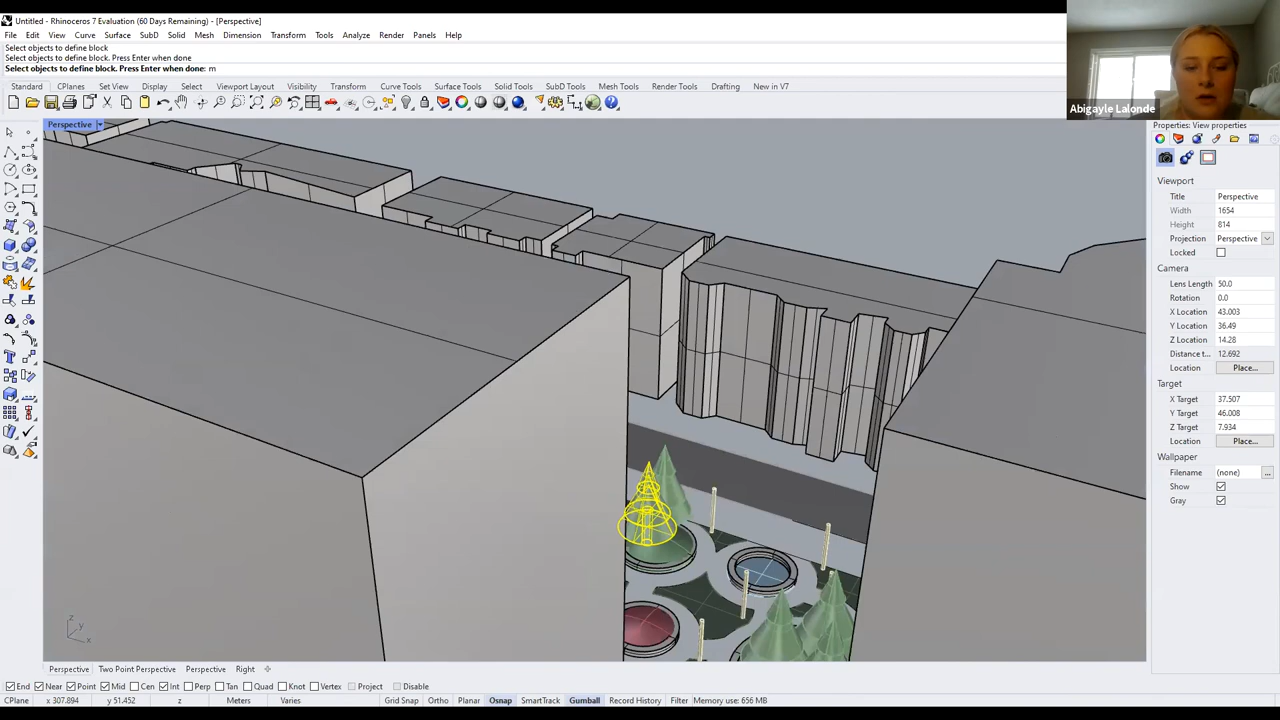 Untitled - Rhinoceros 7 Evaluation (60 Days Remaining) - [Perspective]
File Edit View Curve Surface SubD Solid Mesh Dimension Transform Tools Analyze Render Panels Help
Select objects to define block
Select objects to define block. Press Enter when done
Select objects to define block. Press Enter when done: m
Standard CPlanes Set View Display Select Viewport Layout Visibility Transform Curve Tools Surface Tools Solid Tools SubD Tools Mesh Tools Render Tools Drafting New in V7
Abigayle Lalonde
Perspective
Properties: View properties
Viewport
Title Perspective
Width 1654
Height 814
Projection Perspective
Locked
Camera
Lens Length 50.0
Rotation 0.0
X Location 43.003
Y Location 36.49
Z Location 14.28
Distance t... 12.692
Location Place...
Target
X Target 37.507
Y Target 46.008
Z Target 7.934
Location Place...
Wallpaper
Filename (none) ...
Show
Gray
z
y
x
Perspective Two Point Perspective Perspective Right
End Near Point Mid Cen Int Perp Tan Quad Knot Vertex Project Disable
CPlane x 307.894 y 51.452 z Meters Varies Grid Snap Ortho Planar Osnap SmartTrack Gumball Record History Filter Memory use: 656 MB